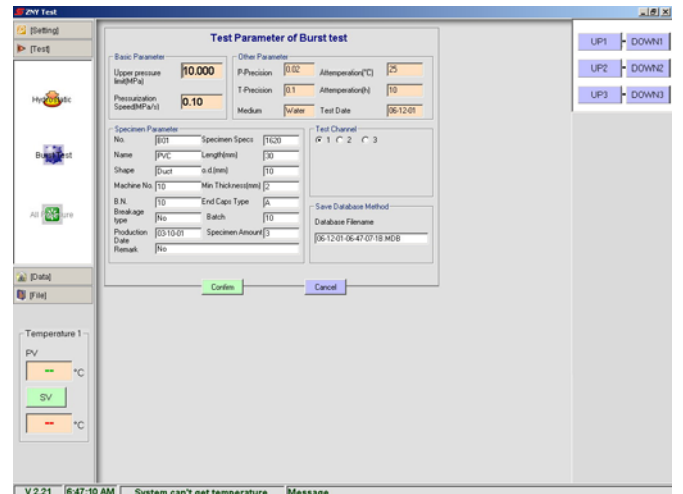 ZNY Test
[Setting]
[Test]
Hydrostatic
Burst Test
[Data]
[File]
Temperature 1
PV
-- °C
SV
-- °C
Test Parameter of Burst test
Basic Parameter
Upper pressure limit(MPa) 10.000
Pressurization Speed(MPa/s) 0.10
Other Parameter
P-Precision 0.02 Attemperation(°C) 25
T-Precision 0.1 Attemperation(h) 10
Medium Water Test Date 06-12-01
Specimen Parameter
No. B01 Specimen Specs 1620
Name PVC Length(mm) 30
Shape Duct o.d.(mm) 10
Machine No. 10 Min Thickness(mm) 2
B.N. 10 End Caps Type A
Breakage type No Batch 10
Production Date 03-10-01 Specimen Amount 3
Remark No
Test Channel
1 2 3
Save Database Method
Database Filename
06-12-01-06-47-07-1B.MDB
Confirm Cancel
UP1 - DOWN1
UP2 - DOWN2
UP3 - DOWN3
V 2.21 6:47:10 AM System can't get temperature Message